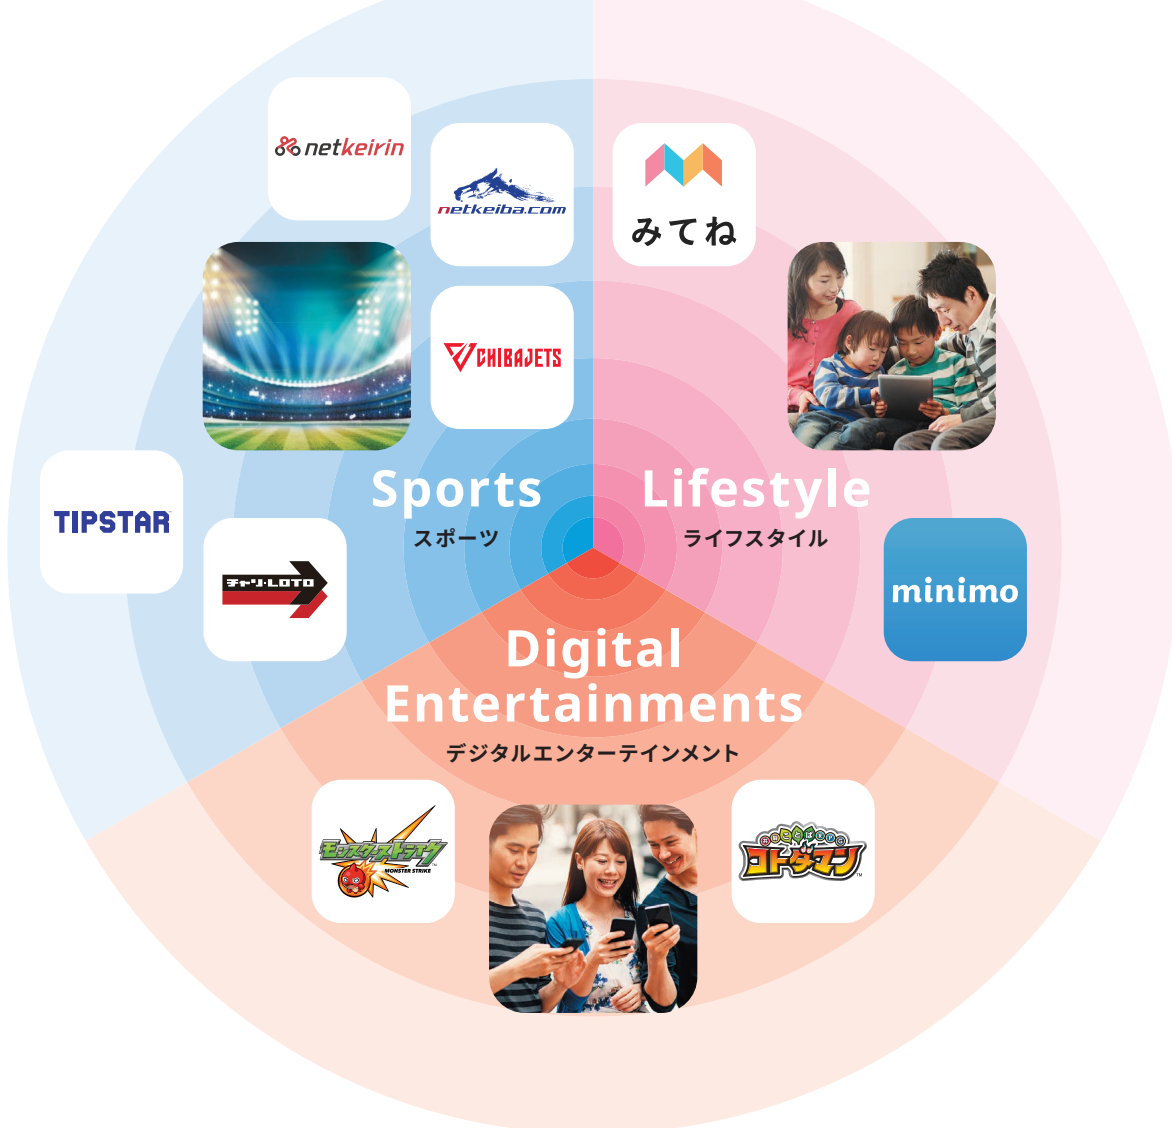 netkeirin
netkeiba.com
みてね
CHIBAJETS
Sports
スポーツ
Lifestyle
ライフスタイル
TIPSTAR
チャリ・LOTO
minimo
Digital
Entertainments
デジタルエンターテインメント
モンスターストライク
MONSTER STRIKE
コトダマン